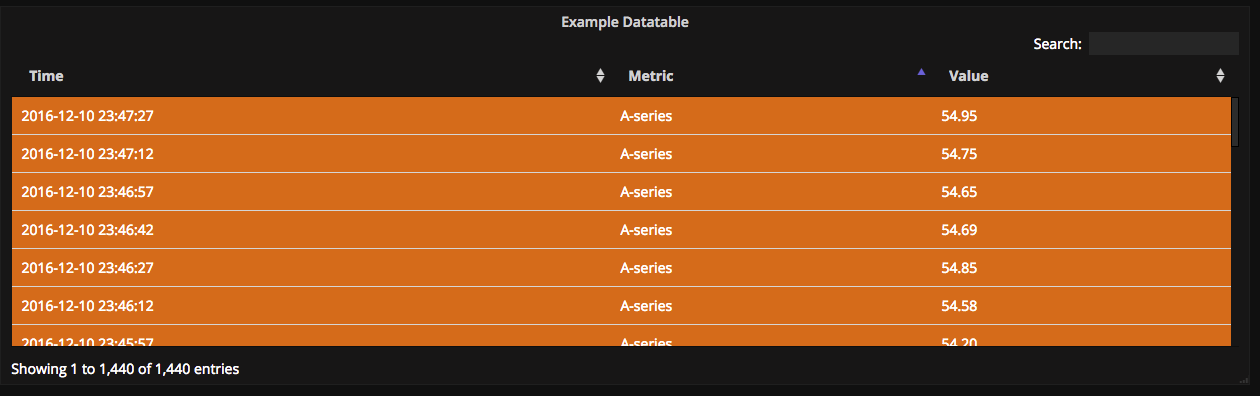 Example Datatable
Search:
Time Metric Value
2016-12-10 23:47:27 A-series 54.95
2016-12-10 23:47:12 A-series 54.75
2016-12-10 23:46:57 A-series 54.65
2016-12-10 23:46:42 A-series 54.69
2016-12-10 23:46:27 A-series 54.85
2016-12-10 23:46:12 A-series 54.58
2016-12-10 23:45:57 A-series 54.20
Showing 1 to 1,440 of 1,440 entries